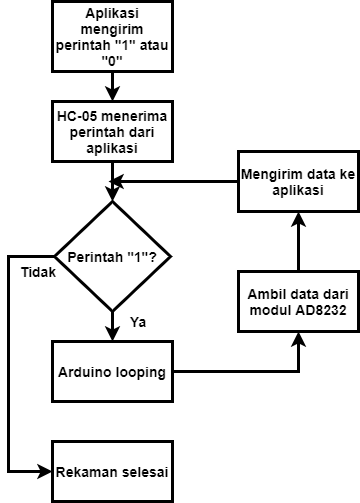 Aplikasi
mengirim
perintah "1" atau
"0"
HC-05 menerima
perintah dari
aplikasi
Mengirim data ke
aplikasi
Perintah "1"?
Tidak
Ya
Ambil data dari
modul AD8232
Arduino looping
Rekaman selesai